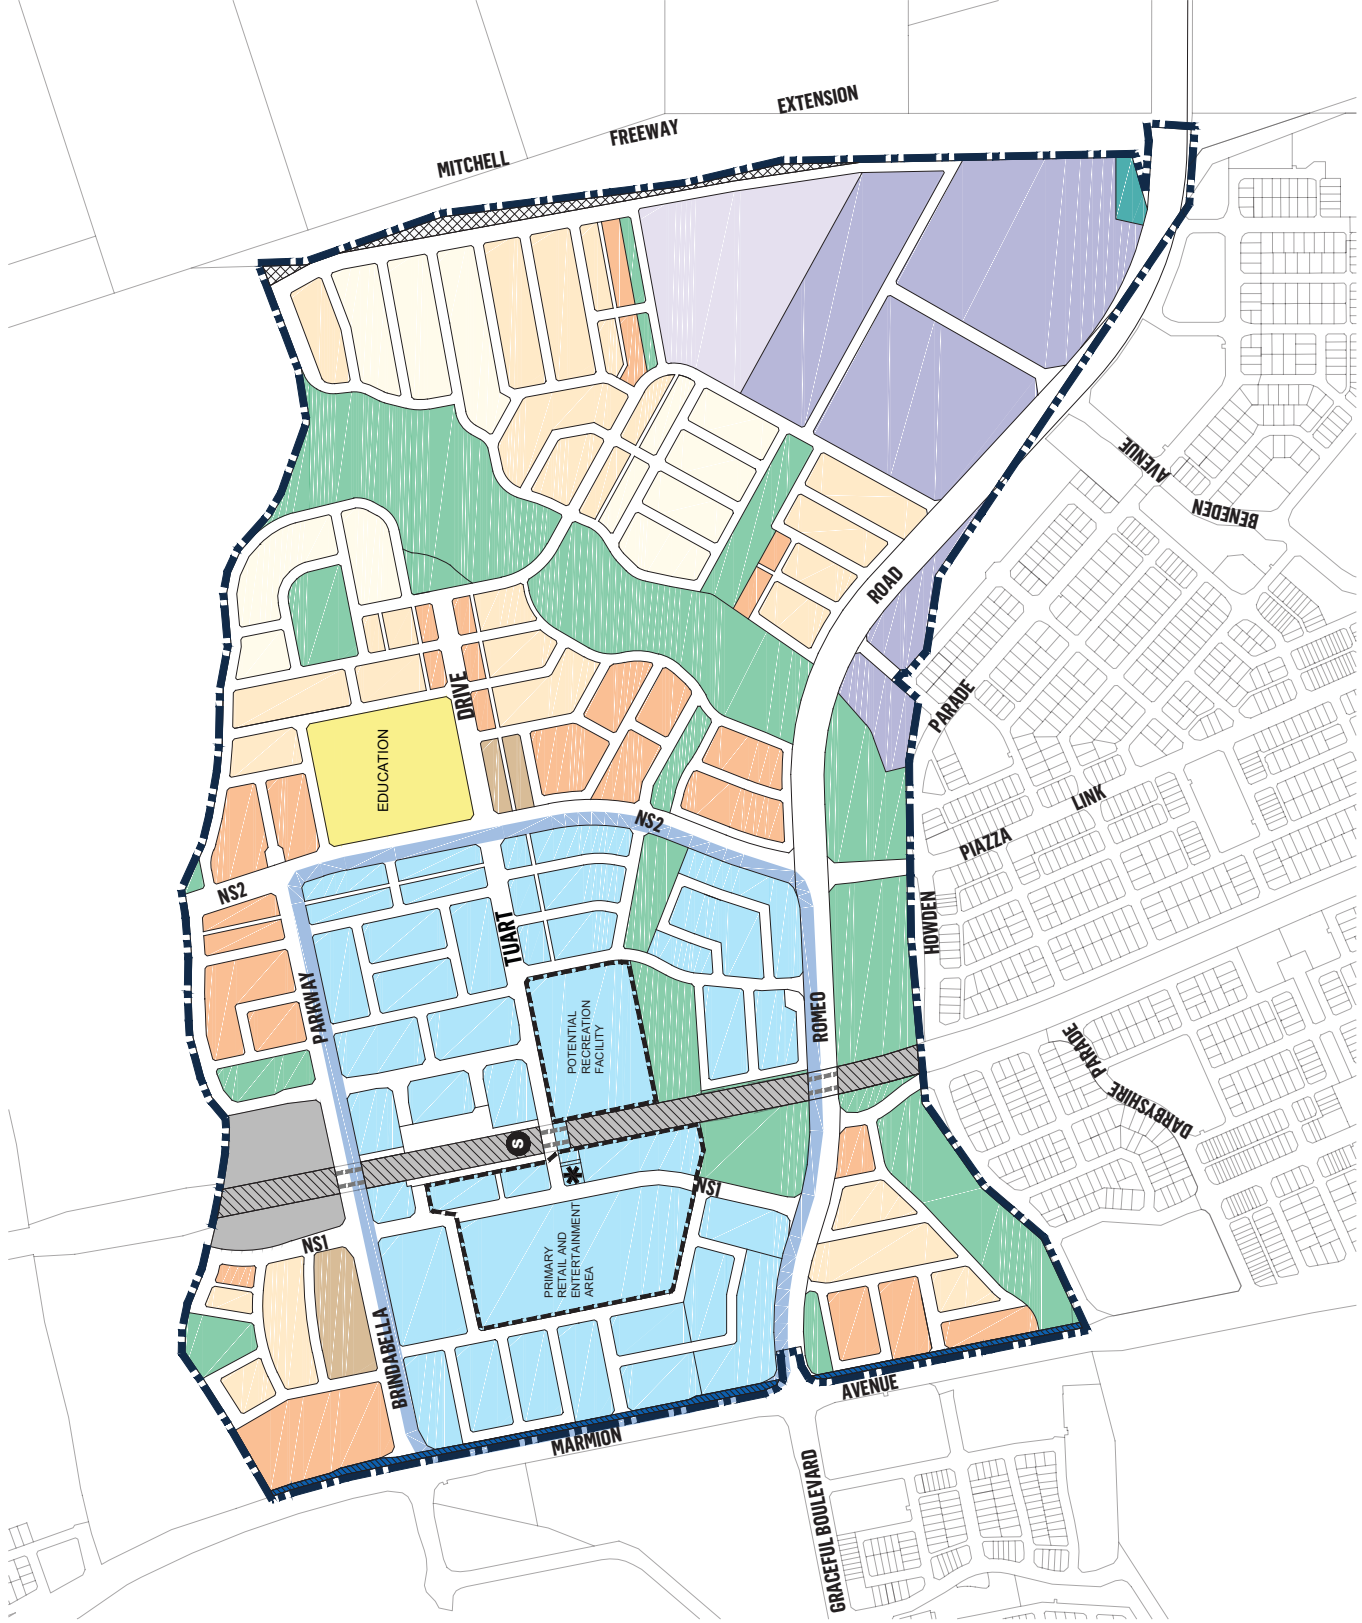 EXTENSION
FREEWAY
MITCHELL
AVENUE
BENEDEN
ROAD
DRIVE
PARADE
EDUCATION
LINK
PIAZZA
NS2
NS2
HOWDEN
TUART
PARKWAY
ROMEO
POTENTIAL
RECREATION
FACILITY
PARADE
DARBYSHIRE
S
*
NS1
NS1
PRIMARY
RETAIL AND
ENTERTAINMENT
AREA
BRINDABELLA
AVENUE
MARMION
GRACEFUL BOULEVARD